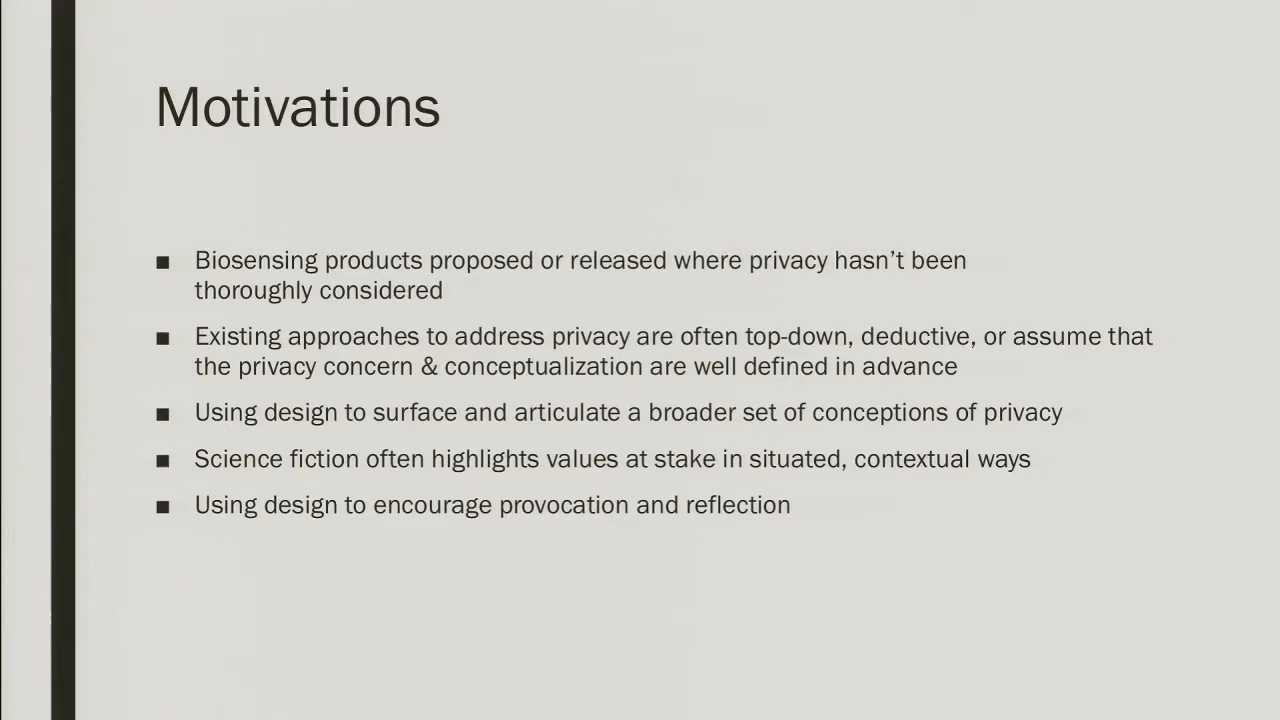 Motivations
■ Biosensing products proposed or released where privacy hasn’t been
thoroughly considered
■ Existing approaches to address privacy are often top-down, deductive, or assume that
the privacy concern & conceptualization are well defined in advance
■ Using design to surface and articulate a broader set of conceptions of privacy
■ Science fiction often highlights values at stake in situated, contextual ways
■ Using design to encourage provocation and reflection